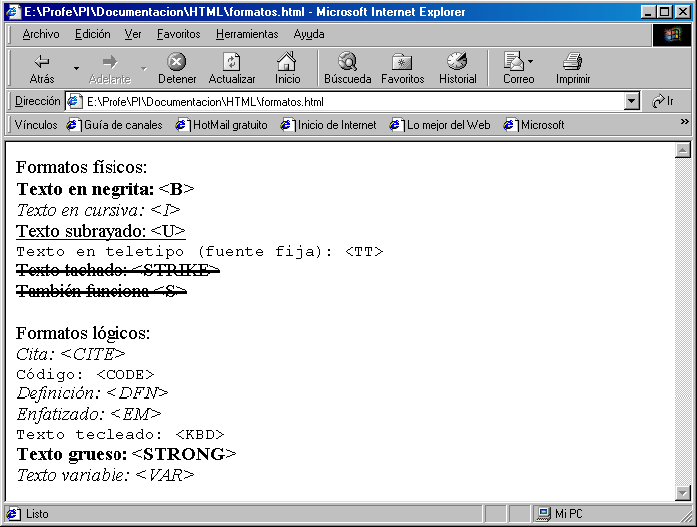 E:\Profe\PI\Documentacion\HTML\formatos.html - Microsoft Internet Explorer
Archivo Edición Ver Favoritos Herramientas Ayuda
Atrás Adelante Detener Actualizar Inicio Búsqueda Favoritos Historial Correo Imprimir
Dirección E:\Profe\PI\Documentacion\HTML\formatos.html Ir
Vínculos Guía de canales HotMail gratuito Inicio de Internet Lo mejor del Web Microsoft »
Formatos físicos:
Texto en negrita: <B>
Texto en cursiva: <I>
Texto subrayado: <U>
Texto en teletipo (fuente fija): <TT>
Texto tachado: <STRIKE>
También funciona <S>
Formatos lógicos:
Cita: <CITE>
Código: <CODE>
Definición: <DFN>
Enfatizado: <EM>
Texto tecleado: <KBD>
Texto grueso: <STRONG>
Texto variable: <VAR>
Listo Mi PC